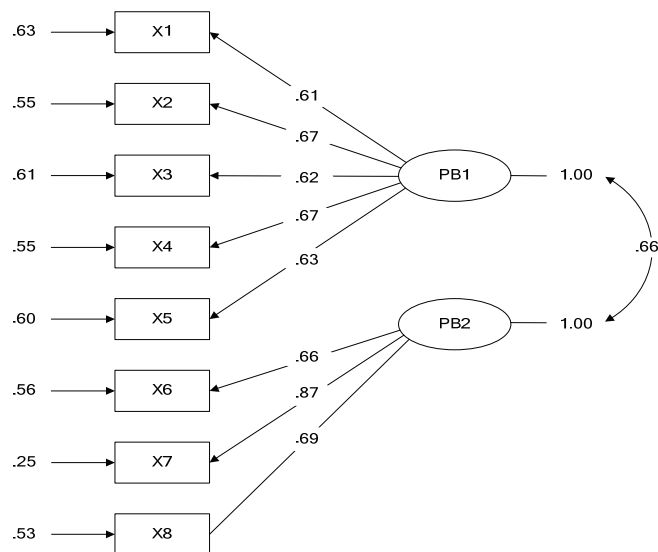 .63 X1
.61
.55 X2
.67
.61 X3 .62 PB1 1.00
.67
.55 X4 .66
.63
.60 X5 PB2 1.00
.66
.56 X6
.87
.69
.25 X7
.53 X8